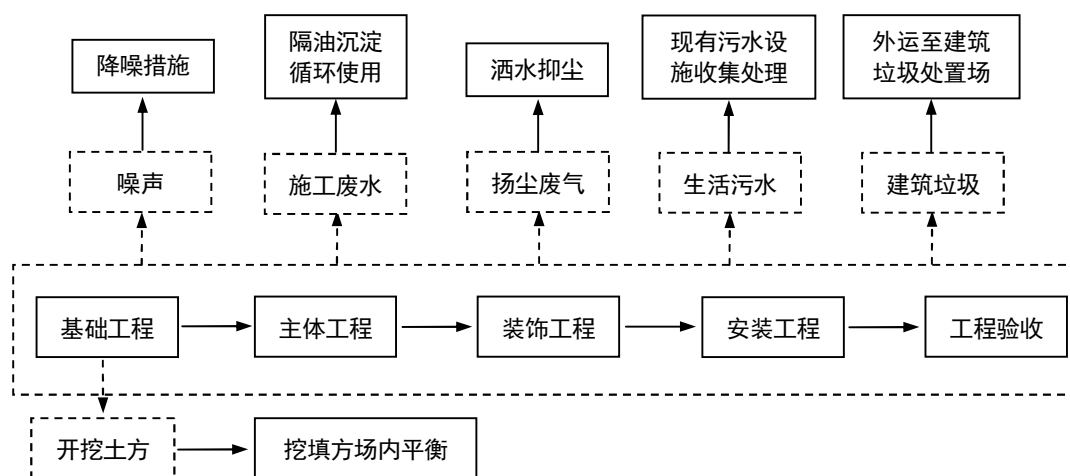 降噪措施
隔油沉淀
循环使用
洒水抑尘
现有污水设
施收集处理
外运至建筑
垃圾处置场
噪声
施工废水
扬尘废气
生活污水
建筑垃圾
基础工程
主体工程
装饰工程
安装工程
工程验收
开挖土方
挖填方场内平衡